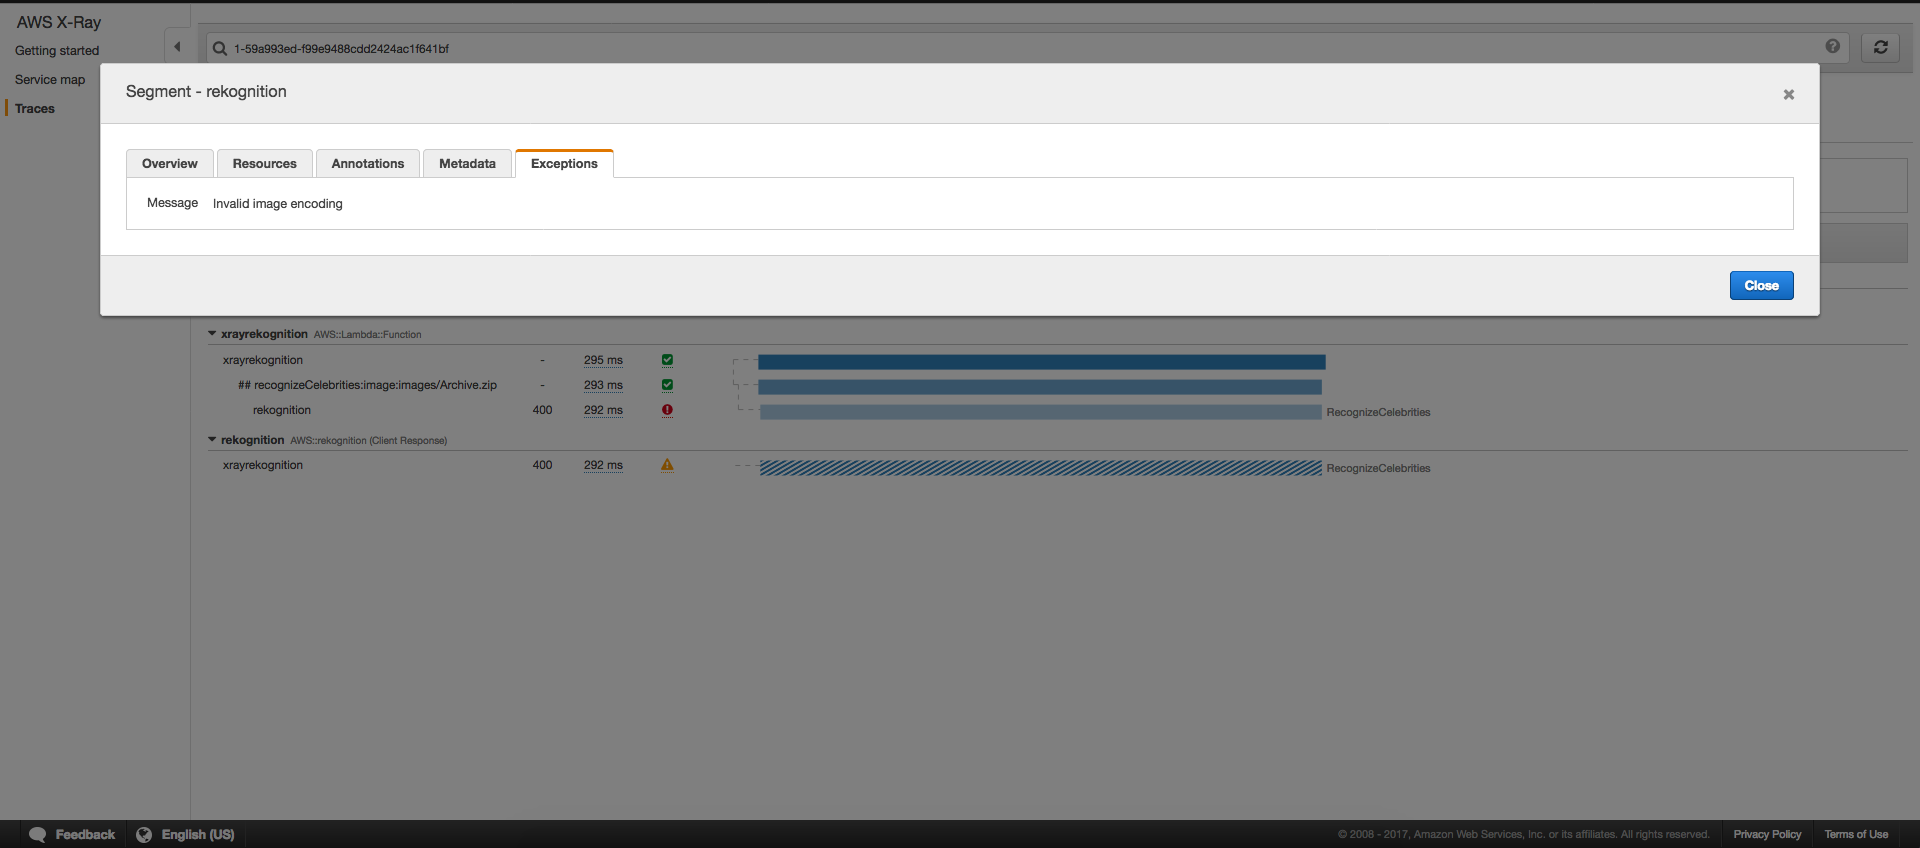 AWS X-Ray
Getting started
Service map
Traces
1-59a993ed-f99e9488cdd2424ac1f641bf
Segment - rekognition
Overview Resources Annotations Metadata Exceptions
Message Invalid image encoding
Close
xrayrekognition AWS::Lambda::Function
xrayrekognition - 295 ms
## recognizeCelebrities:image:images/Archive.zip - 293 ms
rekognition 400 292 ms RecognizeCelebrities
rekognition AWS::rekognition (Client Response)
xrayrekognition 400 292 ms RecognizeCelebrities
Feedback English (US) © 2008 - 2017, Amazon Web Services, Inc. or its affiliates. All rights reserved. Privacy Policy Terms of Use